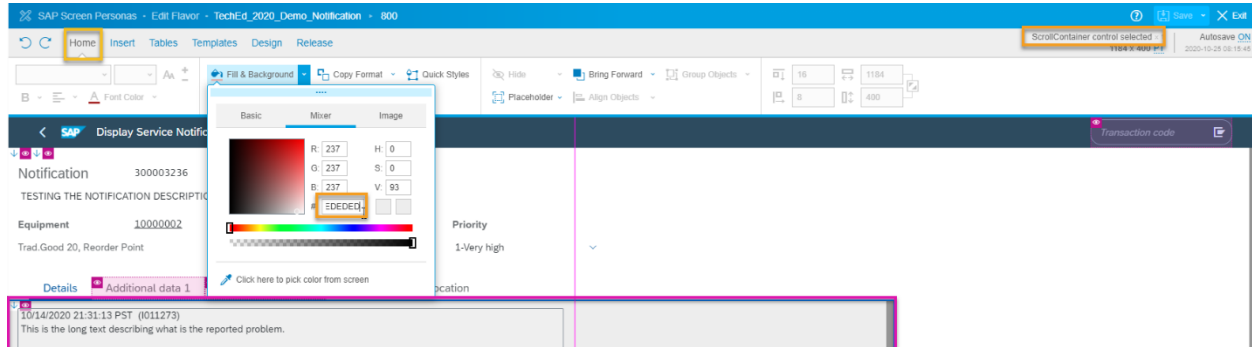 SAP Screen Personas - Edit Flavor - TechEd_2020_Demo_Notification - 800
Save
Exit
Home Insert Tables Templates Design Release
ScrollContainer control selected
1184 x 400 PT
Autosave ON
2020-10-25 08:15:45
Fill & Background
Copy Format
Quick Styles
Hide
Bring Forward
Group Objects
16
1184
B
A Font Color
Placeholder
Align Objects
8
400
SAP Display Service Notific
Transaction code
Basic Mixer Image
R: 237 H: 0
G: 237 S: 0
B: 237 V: 93
# EDEDED
Click here to pick color from screen
Notification 300003236
TESTING THE NOTIFICATION DESCRIPTIO
Equipment 10000002
Priority
Trad.Good 20, Reorder Point
1-Very high
Details Additional data 1
ocation
10/14/2020 21:31:13 PST (I011273)
This is the long text describing what is the reported problem.